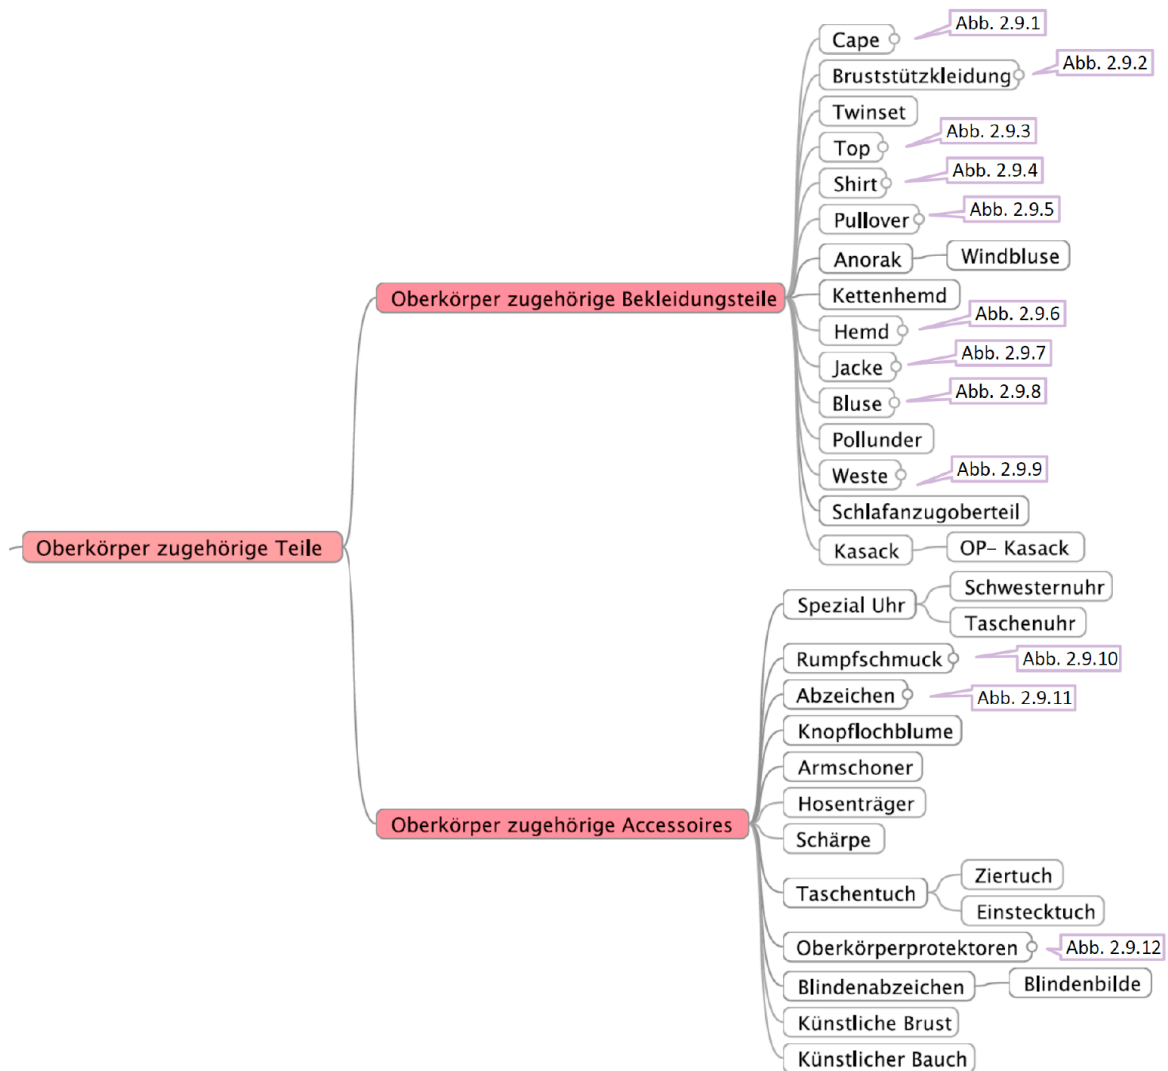 Cape
Abb. 2.9.1
Bruststützkleidung
Abb. 2.9.2
Twinset
Top
Abb. 2.9.3
Shirt
Abb. 2.9.4
Pullover
Abb. 2.9.5
Anorak
Windbluse
Oberkörper zugehörige Bekleidungsteile
Kettenhemd
Hemd
Abb. 2.9.6
Jacke
Abb. 2.9.7
Bluse
Abb. 2.9.8
Pollunder
Weste
Abb. 2.9.9
Schlafanzugoberteil
Kasack
OP- Kasack
Oberkörper zugehörige Teile
Spezial Uhr
Schwesternuhr
Taschenuhr
Rumpfschmuck
Abb. 2.9.10
Abzeichen
Abb. 2.9.11
Knopflochblume
Armschoner
Hosenträger
Oberkörper zugehörige Accessoires
Schärpe
Taschentuch
Ziertuch
Einstecktuch
Oberkörperprotektoren
Abb. 2.9.12
Blindenabzeichen
Blindenbilde
Künstliche Brust
Künstlicher Bauch